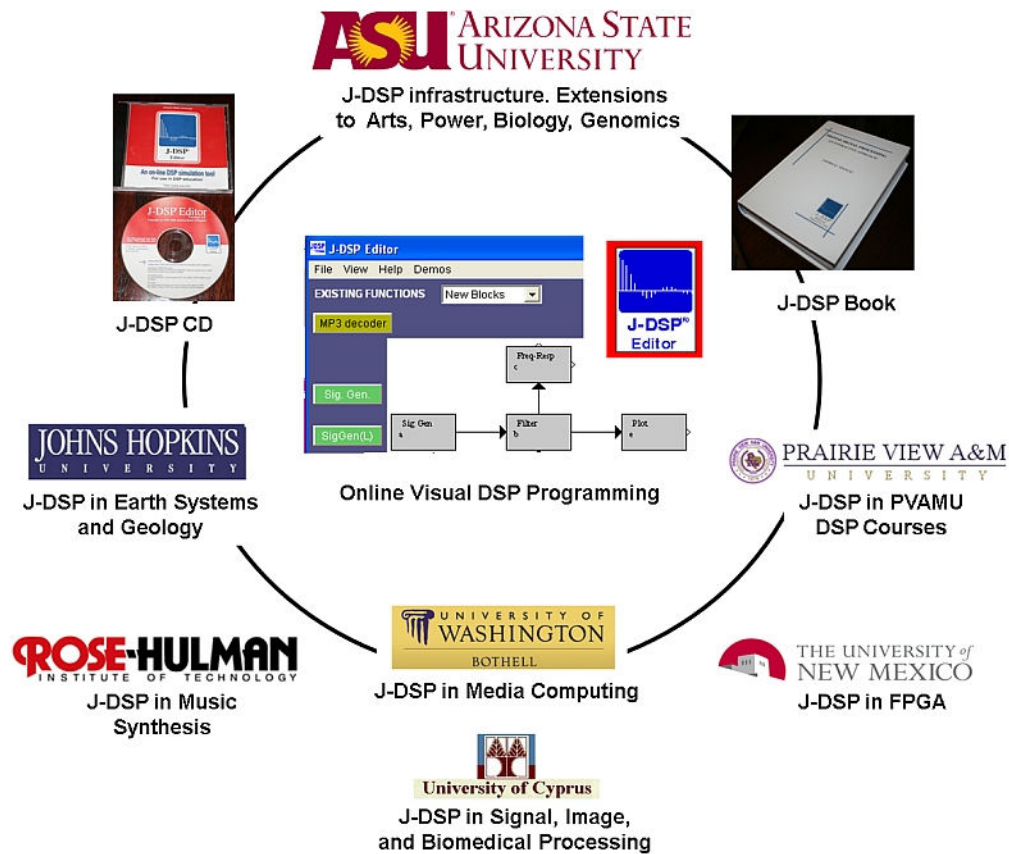 ASU ARIZONA STATE
UNIVERSITY
J-DSP infrastructure. Extensions
to Arts, Power, Biology, Genomics
J-DSP
Editor
An on-line DSP simulation tool
For use in DSP education
J-DSP Editor
J-DSP CD
J-DSP Book
J-DSP Editor
File View Help Demos
EXISTING FUNCTIONS New Blocks
MP3 decoder
Sig. Gen.
SigGen(L)
Freq-Resp
c
Sig Gen
a
Filter
b
Plot
e
J-DSP
Editor
Online Visual DSP Programming
JOHNS HOPKINS
UNIVERSITY
J-DSP in Earth Systems
and Geology
PRAIRIE VIEW A&M
UNIVERSITY
J-DSP in PVAMU
DSP Courses
ROSE-HULMAN
INSTITUTE OF TECHNOLOGY
J-DSP in Music
Synthesis
UNIVERSITY OF
WASHINGTON
BOTHELL
J-DSP in Media Computing
THE UNIVERSITY of
NEW MEXICO
J-DSP in FPGA
University of Cyprus
J-DSP in Signal, Image,
and Biomedical Processing